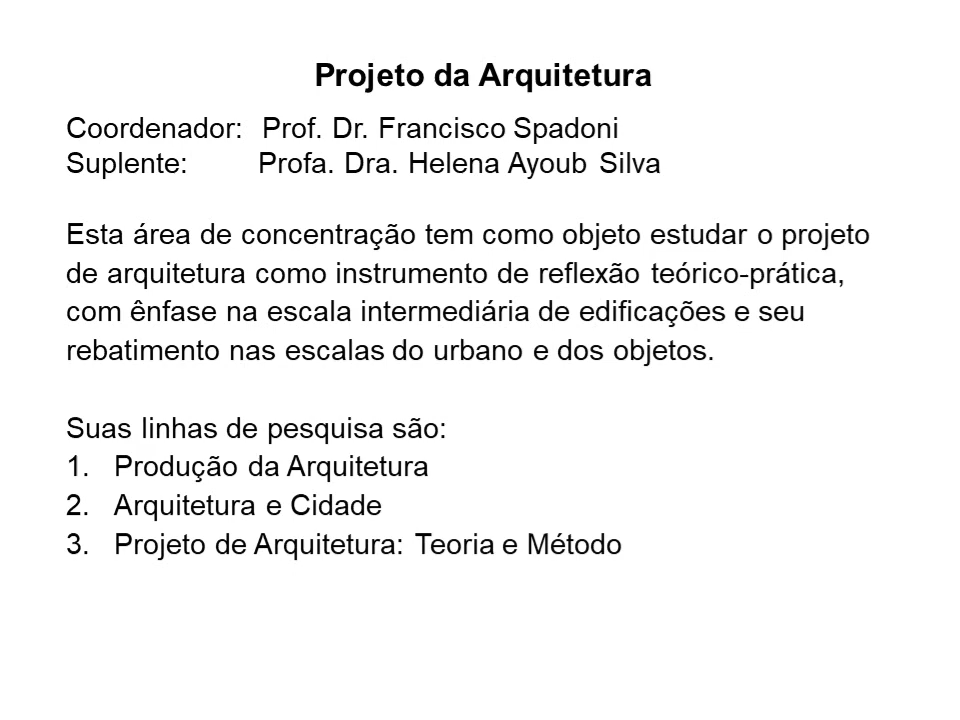 Projeto da Arquitetura
Coordenador: Prof. Dr. Francisco Spadoni
Suplente: Profa. Dra. Helena Ayoub Silva
Esta área de concentração tem como objeto estudar o projeto
de arquitetura como instrumento de reflexão teórico-prática,
com ênfase na escala intermediária de edificações e seu
rebatimento nas escalas do urbano e dos objetos.
Suas linhas de pesquisa são:
1. Produção da Arquitetura
2. Arquitetura e Cidade
3. Projeto de Arquitetura: Teoria e Método